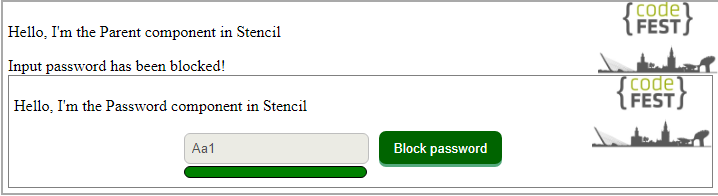 code
{FEST}
Hello, I'm the Parent component in Stencil
Input password has been blocked!
code
{FEST}
Hello, I'm the Password component in Stencil
Aa1
Block password